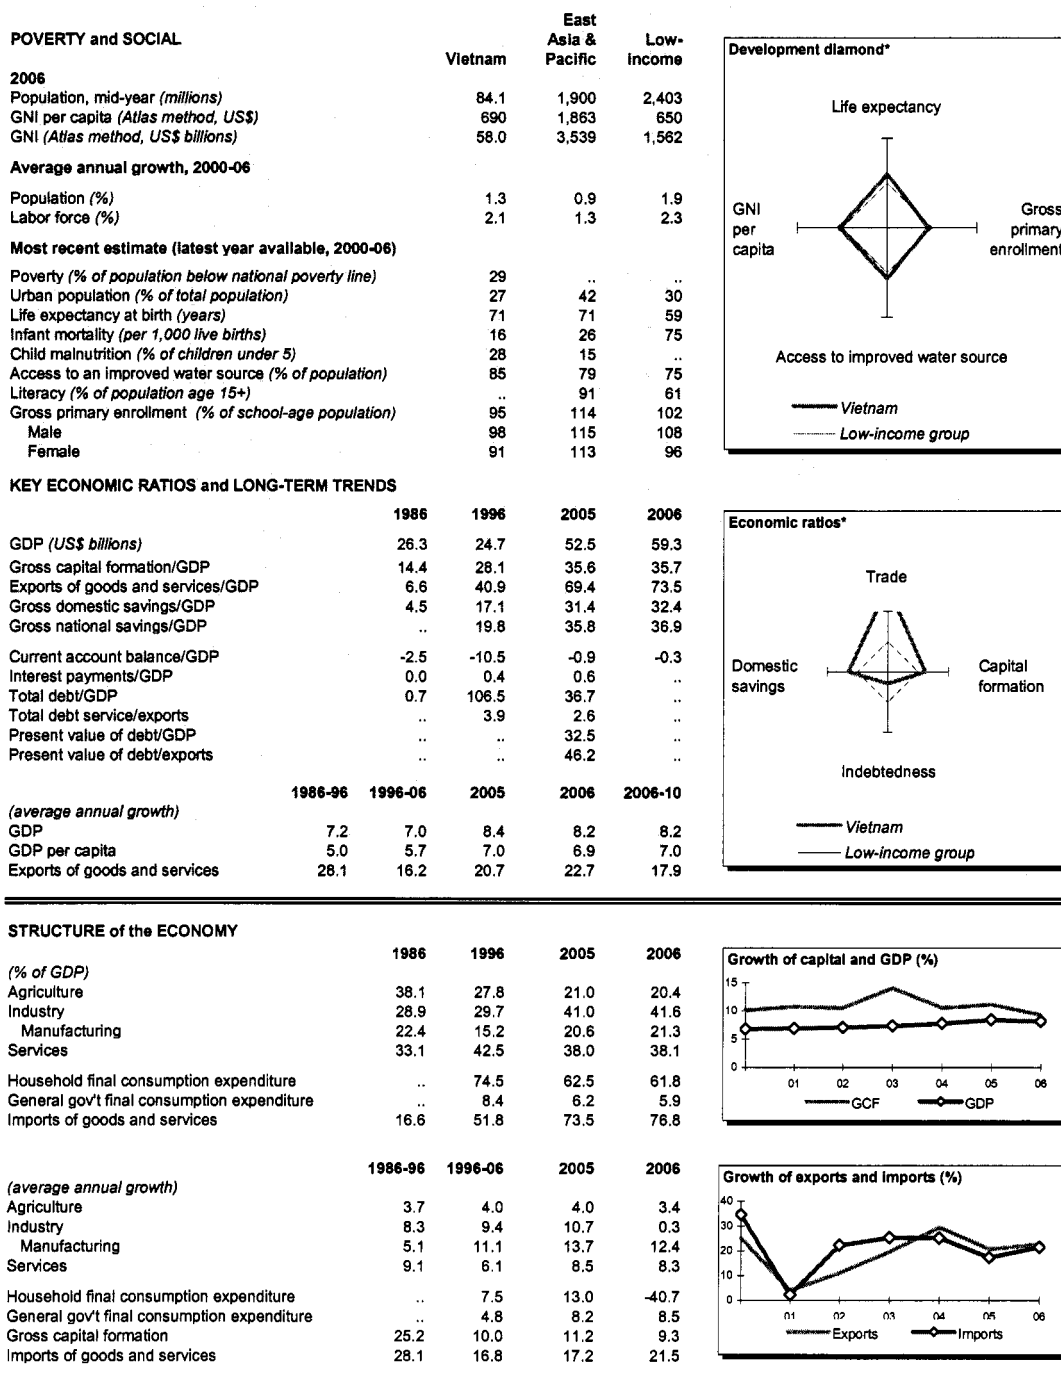 POVERTY and SOCIAL
Vietnam East Asia & Pacific Low-income
2006
Population, mid-year (millions) 84.1 1,900 2,403
GNI per capita (Atlas method, US$) 690 1,863 650
GNI (Atlas method, US$ billions) 58.0 3,539 1,562
Average annual growth, 2000-06
Population (%) 1.3 0.9 1.9
Labor force (%) 2.1 1.3 2.3
Most recent estimate (latest year available, 2000-06)
Poverty (% of population below national poverty line) 29 .. ..
Urban population (% of total population) 27 42 30
Life expectancy at birth (years) 71 71 59
Infant mortality (per 1,000 live births) 16 26 75
Child malnutrition (% of children under 5) 28 15 ..
Access to an improved water source (% of population) 85 79 75
Literacy (% of population age 15+) .. 91 61
Gross primary enrollment (% of school-age population) 95 114 102
Male 98 115 108
Female 91 113 96
Development diamond*
Life expectancy
GNI per capita
Gross primary enrollment
Access to improved water source
Vietnam
Low-income group
KEY ECONOMIC RATIOS and LONG-TERM TRENDS
1986 1996 2005 2006
GDP (US$ billions) 26.3 24.7 52.5 59.3
Gross capital formation/GDP 14.4 28.1 35.6 35.7
Exports of goods and services/GDP 6.6 40.9 69.4 73.5
Gross domestic savings/GDP 4.5 17.1 31.4 32.4
Gross national savings/GDP .. 19.8 35.8 36.9
Current account balance/GDP -2.5 -10.5 -0.9 -0.3
Interest payments/GDP 0.0 0.4 0.6 ..
Total debt/GDP 0.7 106.5 36.7 ..
Total debt service/exports .. 3.9 2.6 ..
Present value of debt/GDP .. .. 32.5 ..
Present value of debt/exports .. .. 46.2 ..
1986-96 1996-06 2005 2006 2006-10
(average annual growth)
GDP 7.2 7.0 8.4 8.2 8.2
GDP per capita 5.0 5.7 7.0 6.9 7.0
Exports of goods and services 28.1 16.2 20.7 22.7 17.9
Economic ratios*
Trade
Domestic savings
Capital formation
Indebtedness
Vietnam
Low-income group
STRUCTURE of the ECONOMY
1986 1996 2005 2006
(% of GDP)
Agriculture 38.1 27.8 21.0 20.4
Industry 28.9 29.7 41.0 41.6
Manufacturing 22.4 15.2 20.6 21.3
Services 33.1 42.5 38.0 38.1
Household final consumption expenditure .. 74.5 62.5 61.8
General gov't final consumption expenditure .. 8.4 6.2 5.9
Imports of goods and services 16.6 51.8 73.5 76.8
Growth of capital and GDP (%)
15
10
5
0
01 02 03 04 05 06
GCF GDP
1986-96 1996-06 2005 2006
(average annual growth)
Agriculture 3.7 4.0 4.0 3.4
Industry 8.3 9.4 10.7 0.3
Manufacturing 5.1 11.1 13.7 12.4
Services 9.1 6.1 8.5 8.3
Household final consumption expenditure .. 7.5 13.0 -40.7
General gov't final consumption expenditure .. 4.8 8.2 8.5
Gross capital formation 25.2 10.0 11.2 9.3
Imports of goods and services 28.1 16.8 17.2 21.5
Growth of exports and imports (%)
40
30
20
10
0
01 02 03 04 05 06
Exports Imports